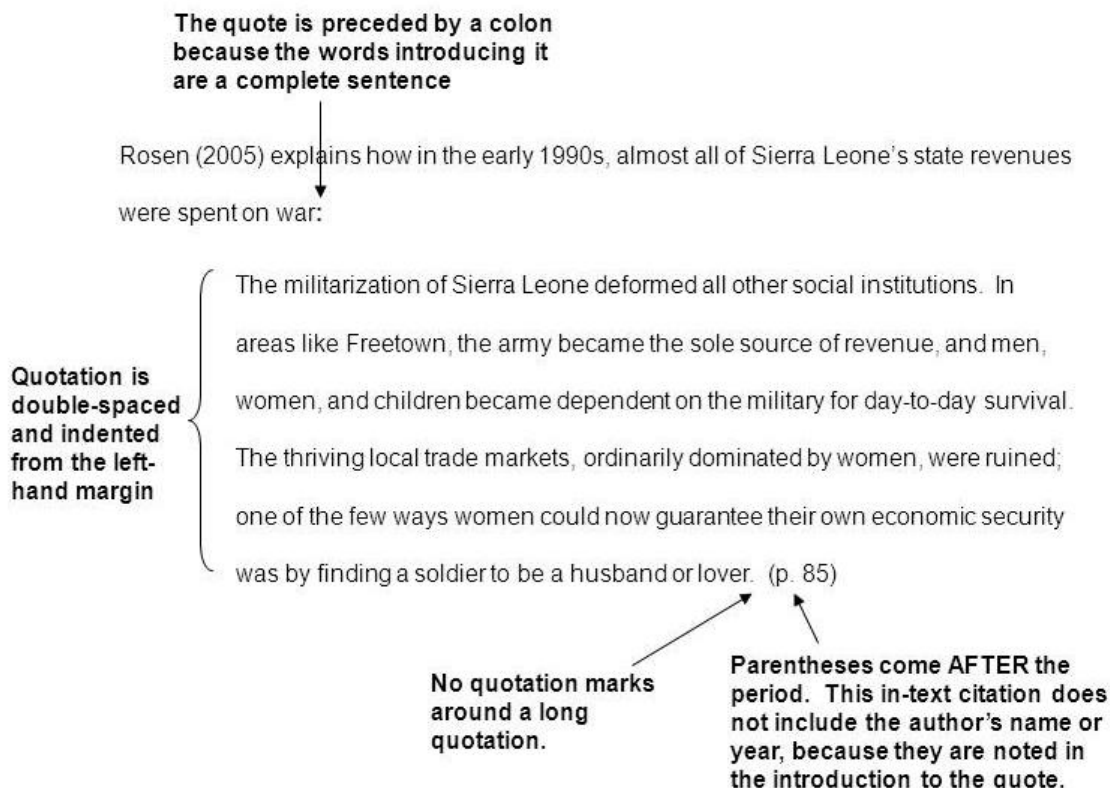 The quote is preceded by a colon
because the words introducing it
are a complete sentence
Rosen (2005) explains how in the early 1990s, almost all of Sierra Leone's state revenues
were spent on war:
The militarization of Sierra Leone deformed all other social institutions.  In
areas like Freetown, the army became the sole source of revenue, and men,
women, and children became dependent on the military for day-to-day survival.
The thriving local trade markets, ordinarily dominated by women, were ruined;
one of the few ways women could now guarantee their own economic security
was by finding a soldier to be a husband or lover.  (p. 85)
Quotation is
double-spaced
and indented
from the left-
hand margin
No quotation marks
around a long
quotation.
Parentheses come AFTER the
period.  This in-text citation does
not include the author's name or
year, because they are noted in
the introduction to the quote.